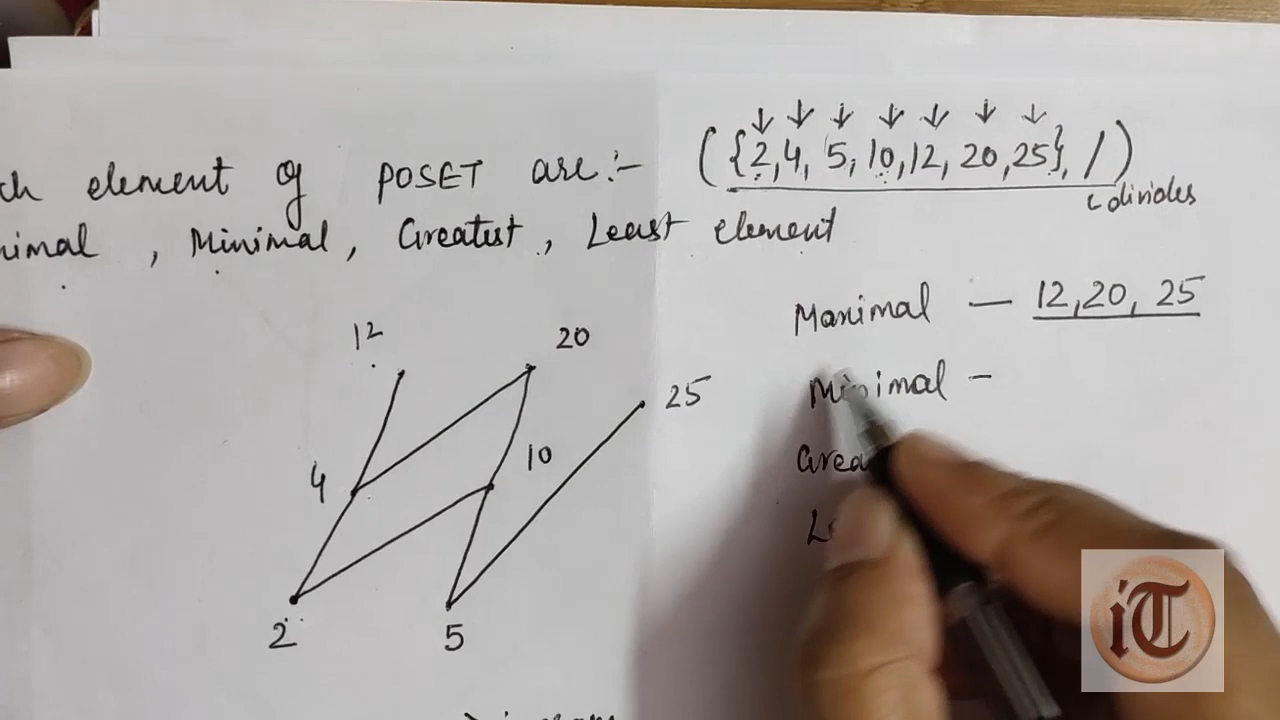 element of POSET are:- ({2, 4, 5, 10, 12, 20, 25}, /)
divides
, Minimal, Greatest, Least element
Maximal — 12, 20, 25
12
20
Minimal -
25
10
4
2
5
iT